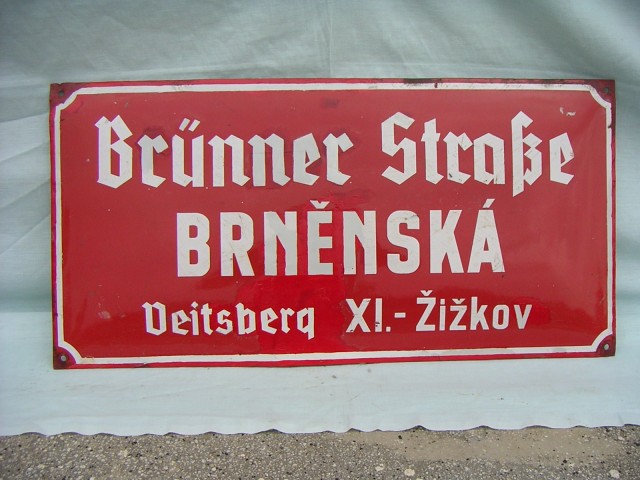 Brünner Straße
BRNĚNSKÁ
Veitsberg XI.-Žižkov